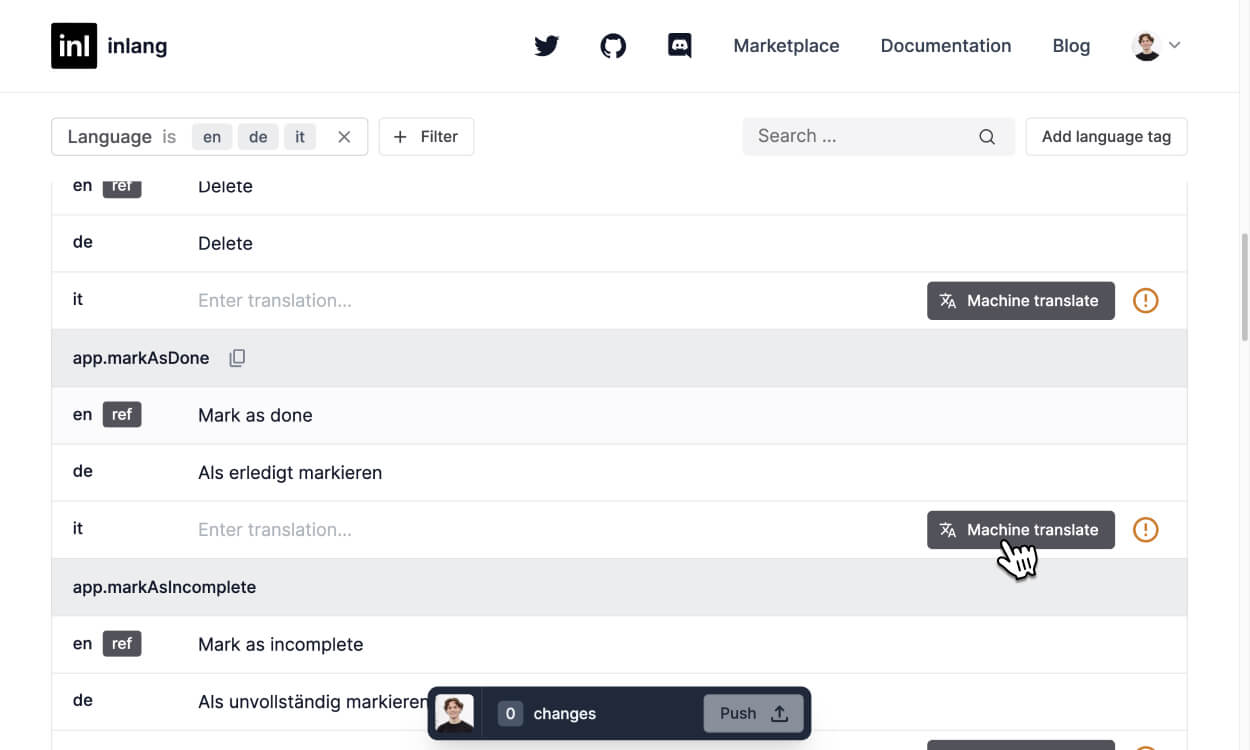 inl inlang Marketplace Documentation Blog
Language is en de it Filter Search ... Add language tag
en ref Delete
de Delete
it Enter translation... Machine translate
app.markAsDone
en ref Mark as done
de Als erledigt markieren
it Enter translation... Machine translate
app.markAsIncomplete
en ref Mark as incomplete
de Als unvollständig markieren
0 changes Push